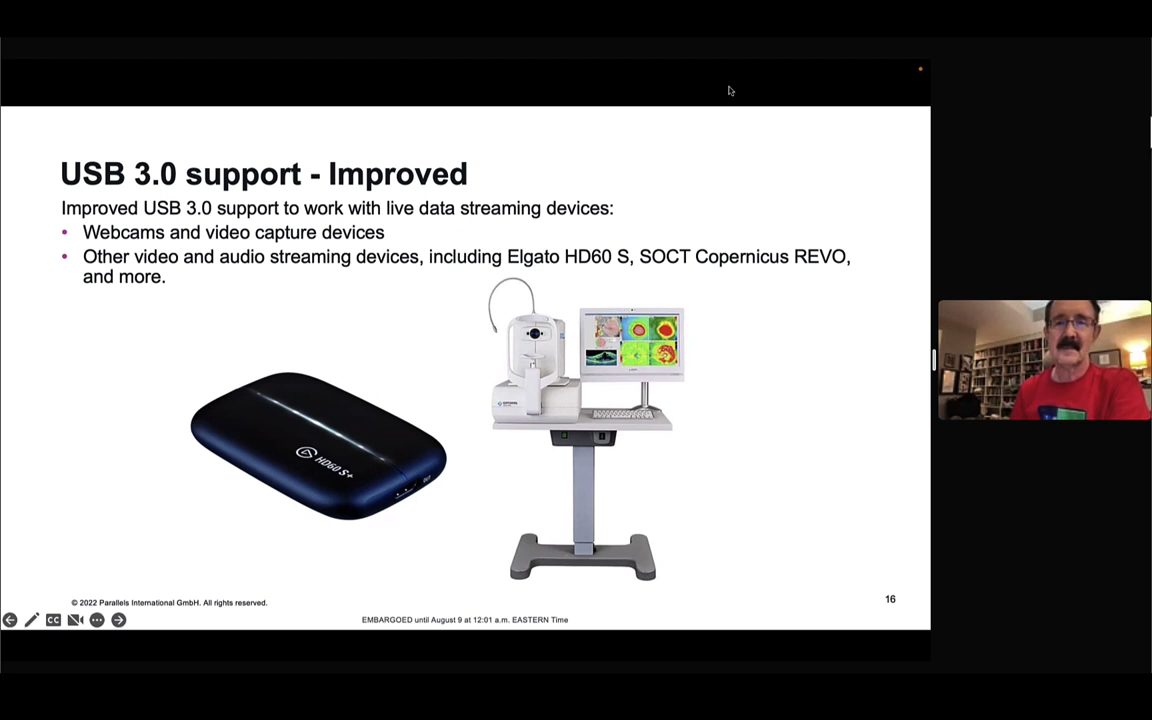 USB 3.0 support - Improved
Improved USB 3.0 support to work with live data streaming devices:
• Webcams and video capture devices
• Other video and audio streaming devices, including Elgato HD60 S, SOCT Copernicus REVO,
and more.
HD60 S+
OUT
© 2022 Parallels International GmbH. All rights reserved.
16
CC
EMBARGOED until August 9 at 12:01 a.m. EASTERN Time